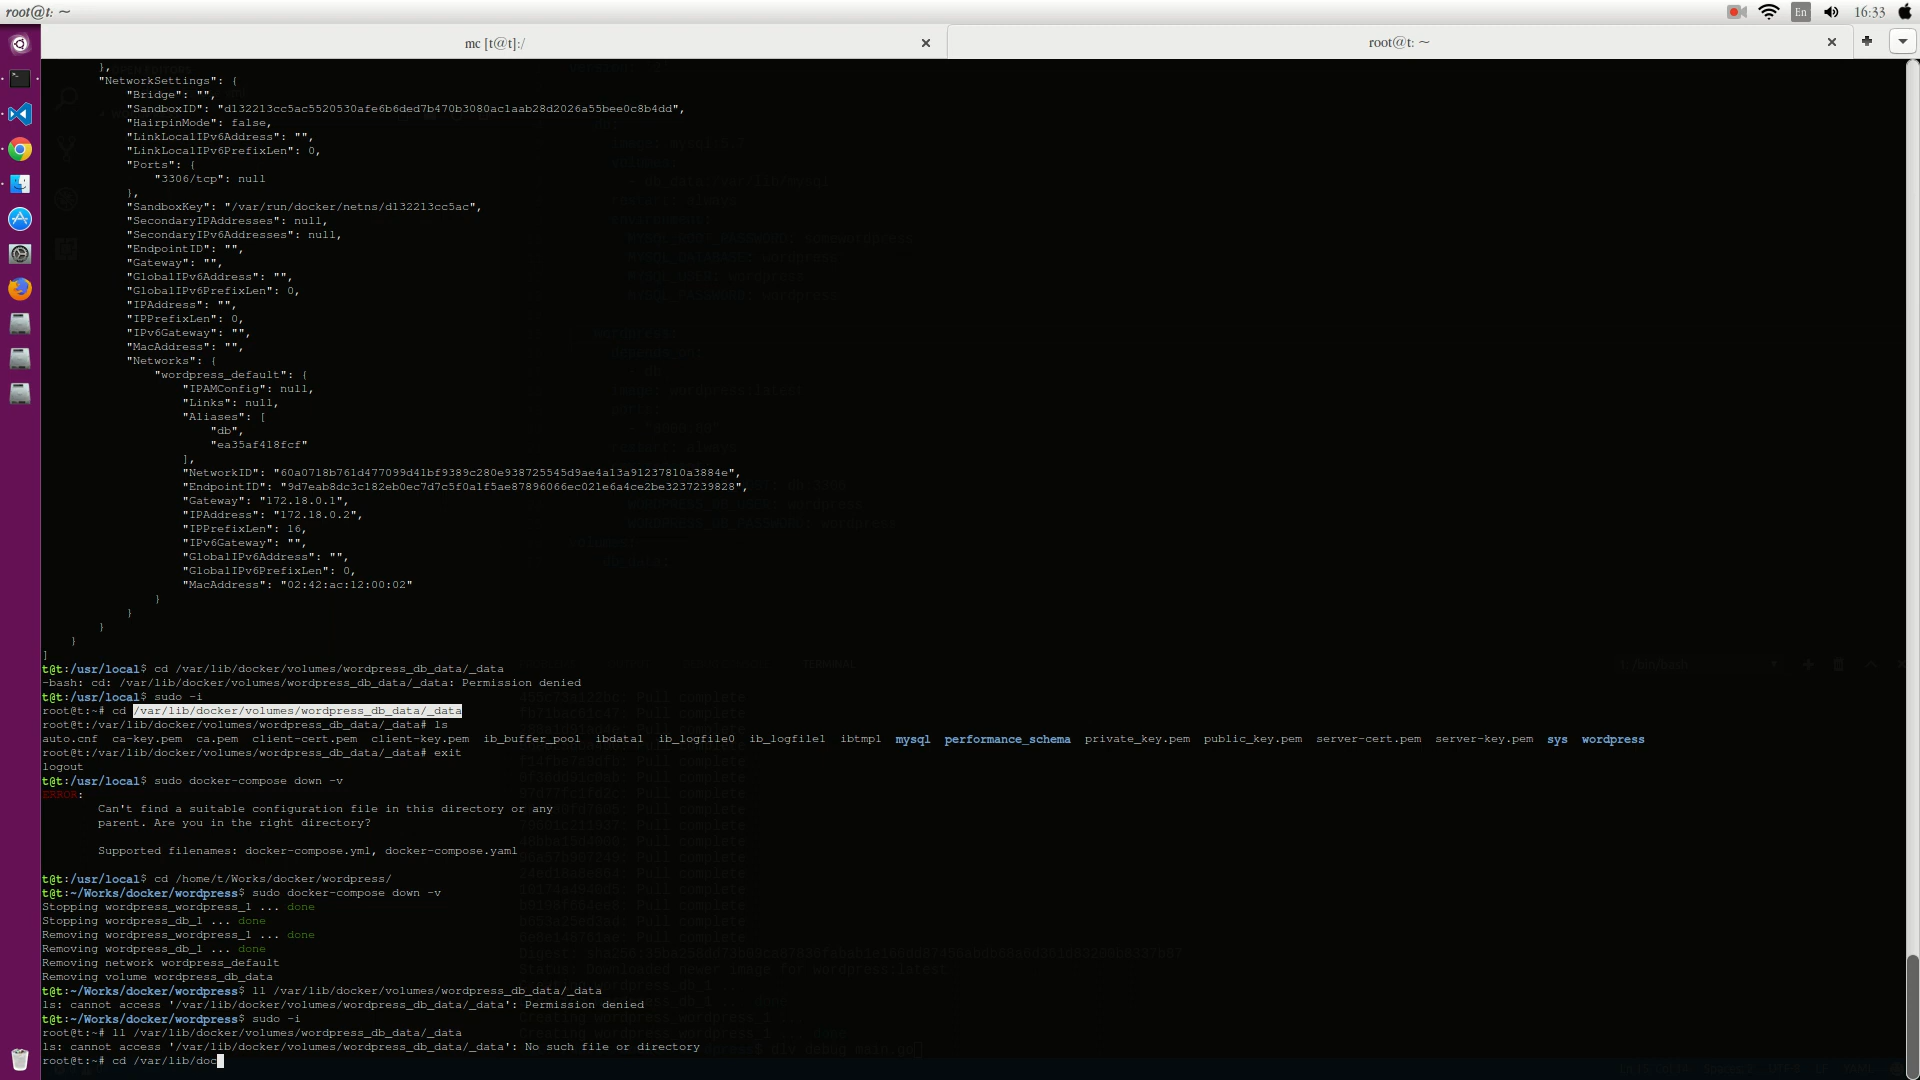 root@t: ~
En
16:33
mc [t@t]:/
root@t: ~
},
"NetworkSettings": {
"Bridge": "",
"SandboxID": "d132213cc5ac5520530afe6b6ded7b470b3080ac1aab28d2026a55bee0c8b4dd",
"HairpinMode": false,
"LinkLocalIPv6Address": "",
"LinkLocalIPv6PrefixLen": 0,
"Ports": {
"3306/tcp": null
},
"SandboxKey": "/var/run/docker/netns/d132213cc5ac",
"SecondaryIPAddresses": null,
"SecondaryIPv6Addresses": null,
"EndpointID": "",
"Gateway": "",
"GlobalIPv6Address": "",
"GlobalIPv6PrefixLen": 0,
"IPAddress": "",
"IPPrefixLen": 0,
"IPv6Gateway": "",
"MacAddress": "",
"Networks": {
"wordpress_default": {
"IPAMConfig": null,
"Links": null,
"Aliases": [
"db",
"ea35af418fcf"
],
"NetworkID": "60a0718b761d477099d41bf9389c280e938725545d9ae4a13a91237810a3884e",
"EndpointID": "9d7eab8dc3c182eb0ec7d7c5f0a1f5ae87896066ec021e6a4ce2be3237239828",
"Gateway": "172.18.0.1",
"IPAddress": "172.18.0.2",
"IPPrefixLen": 16,
"IPv6Gateway": "",
"GlobalIPv6Address": "",
"GlobalIPv6PrefixLen": 0,
"MacAddress": "02:42:ac:12:00:02"
}
}
}
}
]
t@t:/usr/local$ cd /var/lib/docker/volumes/wordpress_db_data/_data
-bash: cd: /var/lib/docker/volumes/wordpress_db_data/_data: Permission denied
t@t:/usr/local$ sudo -i
root@t:~# cd /var/lib/docker/volumes/wordpress_db_data/_data
root@t:/var/lib/docker/volumes/wordpress_db_data/_data# ls
auto.cnf ca-key.pem ca.pem client-cert.pem client-key.pem ib_buffer_pool ibdata1 ib_logfile0 ib_logfile1 ibtmp1 mysql performance_schema private_key.pem public_key.pem server-cert.pem server-key.pem sys wordpress
root@t:/var/lib/docker/volumes/wordpress_db_data/_data# exit
logout
t@t:/usr/local$ sudo docker-compose down -v
ERROR:
Can't find a suitable configuration file in this directory or any
parent. Are you in the right directory?
Supported filenames: docker-compose.yml, docker-compose.yaml
t@t:/usr/local$ cd /home/t/Works/docker/wordpress/
t@t:~/Works/docker/wordpress$ sudo docker-compose down -v
Stopping wordpress_wordpress_1 ... done
Stopping wordpress_db_1 ... done
Removing wordpress_wordpress_1 ... done
Removing wordpress_db_1 ... done
Removing network wordpress_default
Removing volume wordpress_db_data
t@t:~/Works/docker/wordpress$ ll /var/lib/docker/volumes/wordpress_db_data/_data
ls: cannot access '/var/lib/docker/volumes/wordpress_db_data/_data': Permission denied
t@t:~/Works/docker/wordpress$ sudo -i
root@t:~# ll /var/lib/docker/volumes/wordpress_db_data/_data
ls: cannot access '/var/lib/docker/volumes/wordpress_db_data/_data': No such file or directory
root@t:~# cd /var/lib/doc